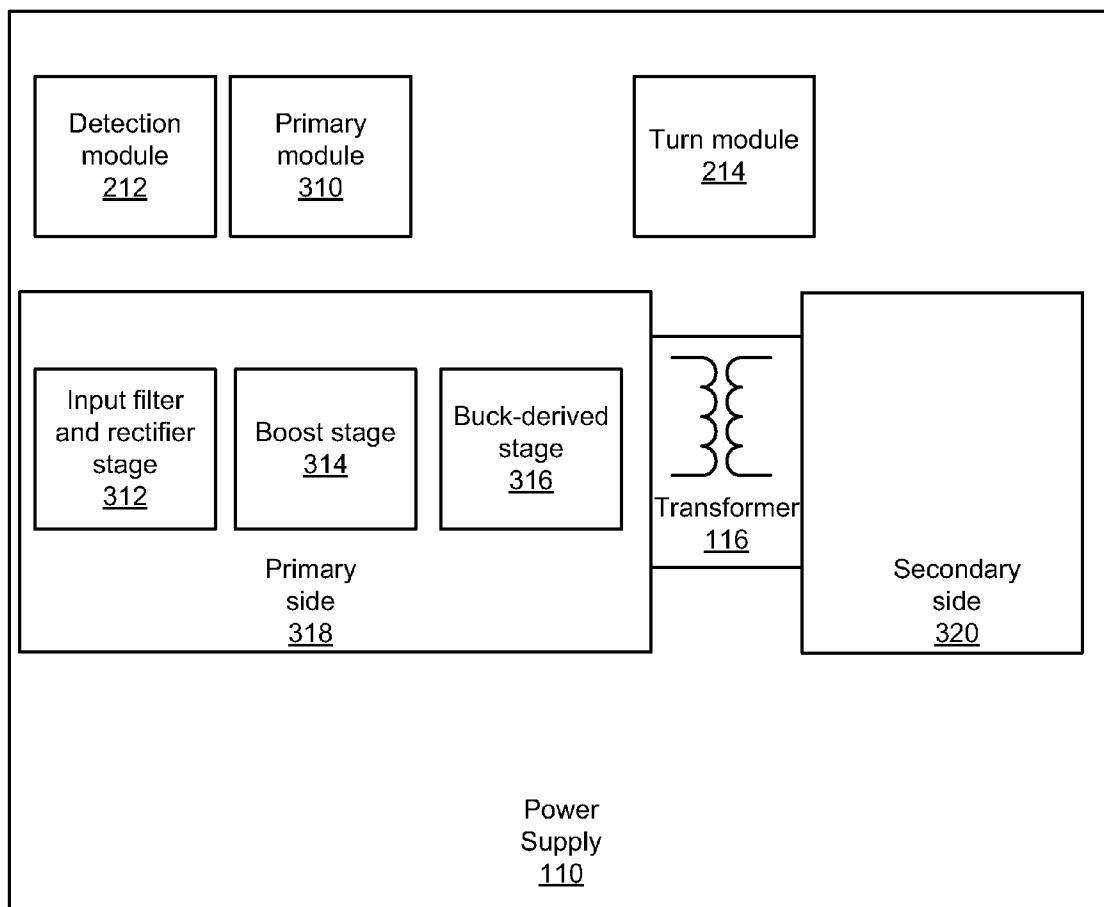 Detection
module
212
Primary
module
310
Turn module
214
Input filter
and rectifier
stage
312
Boost stage
314
Buck-derived
stage
316
Transformer
116
Primary
side
318
Secondary
side
320
Power
Supply
110